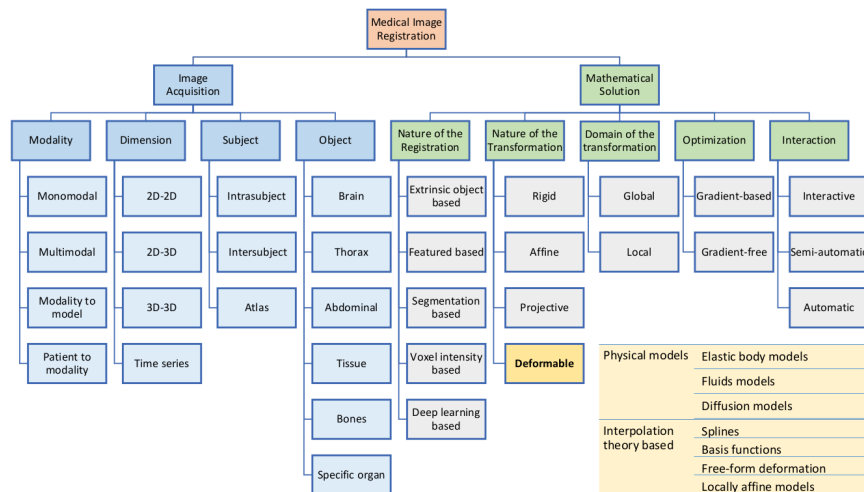 Medical Image
Registration
Image
Acquisition
Mathematical
Solution
Modality
Dimension
Subject
Object
Nature of the
Registration
Nature of the
Transformation
Domain of the
transformation
Optimization
Interaction
Monomodal
2D-2D
Intrasubject
Brain
Extrinsic object
based
Rigid
Global
Gradient-based
Interactive
Multimodal
2D-3D
Intersubject
Thorax
Featured based
Affine
Local
Gradient-free
Semi-automatic
Modality to
model
3D-3D
Atlas
Abdominal
Segmentation
based
Projective
Automatic
Patient to
modality
Time series
Tissue
Voxel intensity
based
Deformable
Bones
Deep learning
based
Specific organ
Physical models
Elastic body models
Fluids models
Diffusion models
Interpolation
theory based
Splines
Basis functions
Free-form deformation
Locally affine models